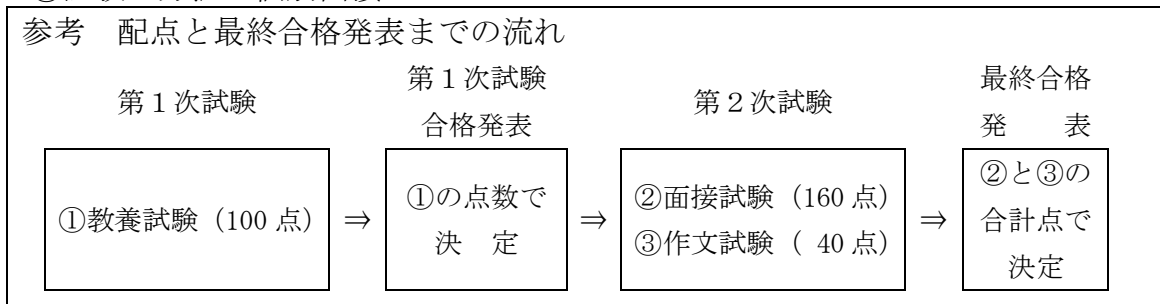 参考　配点と最終合格発表までの流れ
第１次試験
第１次試験
合格発表
第２次試験
最終合格
発　　表
①教養試験（100 点）
⇒
①の点数で
決　定
⇒
②面接試験（160 点）
③作文試験（ 40 点）
⇒
②と③の
合計点で
決定